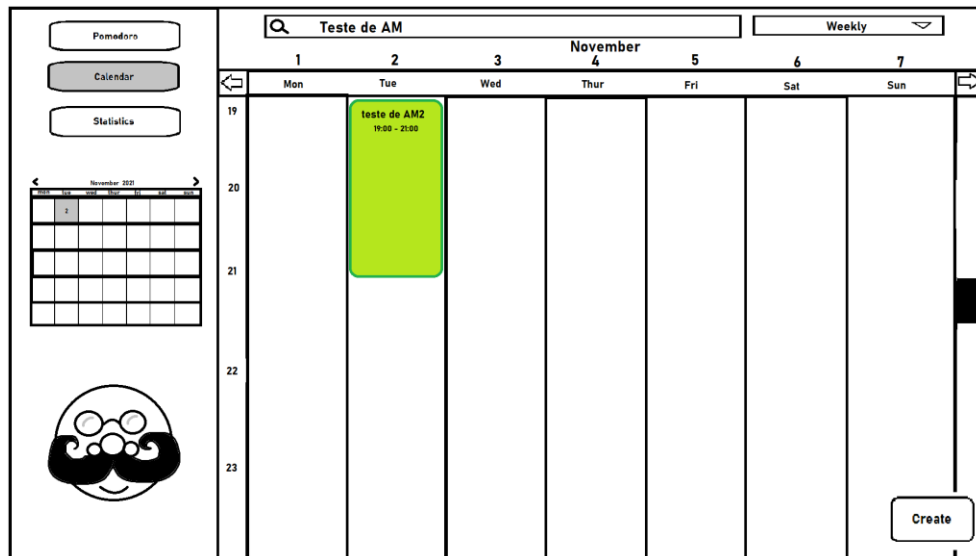 Pomodoro
Calendar
Statistics
November 2021
mon tue wed thur fri sat sun
2
Teste de AM
Weekly
November
1 2 3 4 5 6 7
Mon Tue Wed Thur Fri Sat Sun
19
teste de AM2
19:00 - 21:00
20
21
22
23
Create